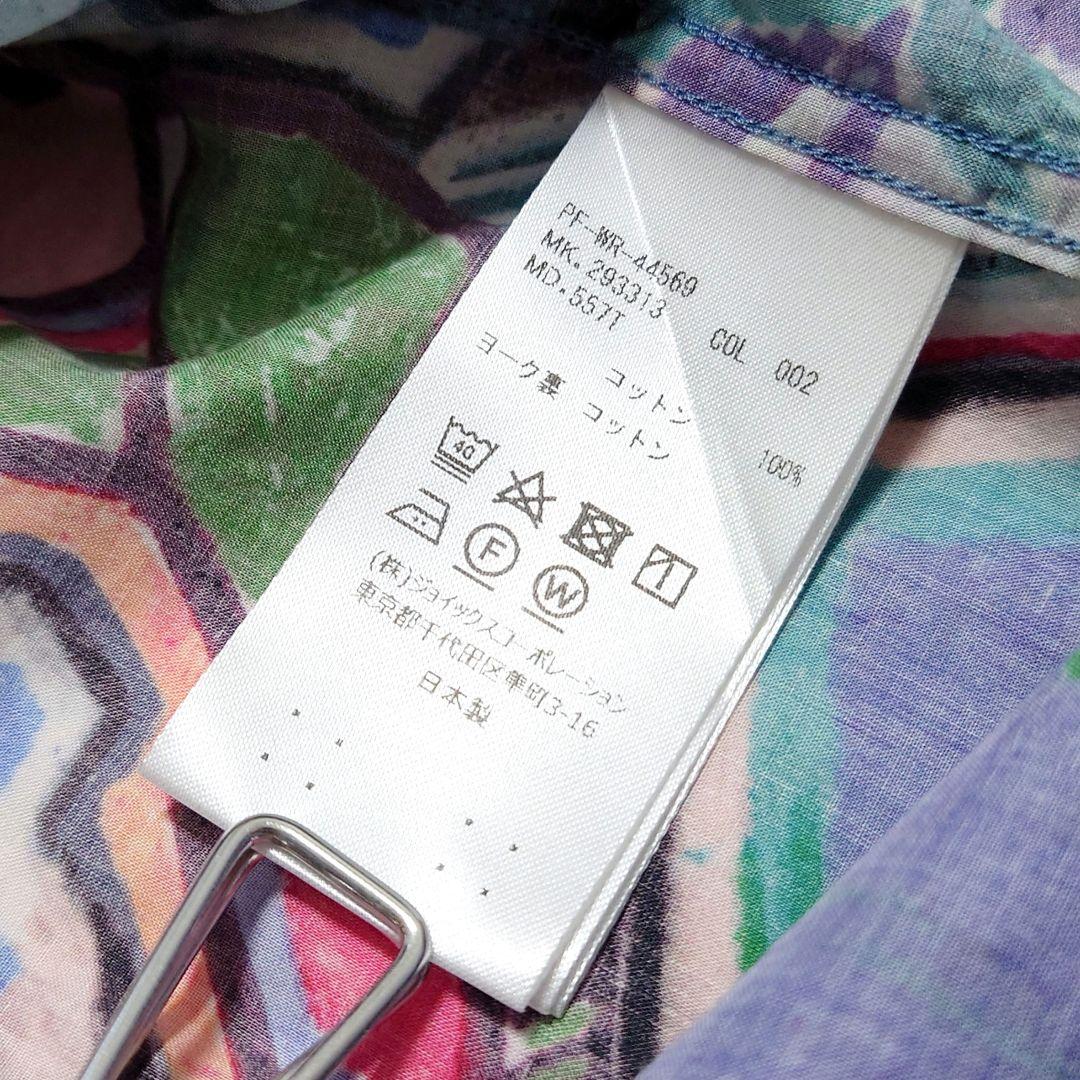 PF-WR-44569
MK.293313 COL 002
MD.557T
コットン
ヨーク裏 コットン 100%
40
F W
(株)ジョイックスコーポレーション
東京都千代田区隼町3-16
日本製